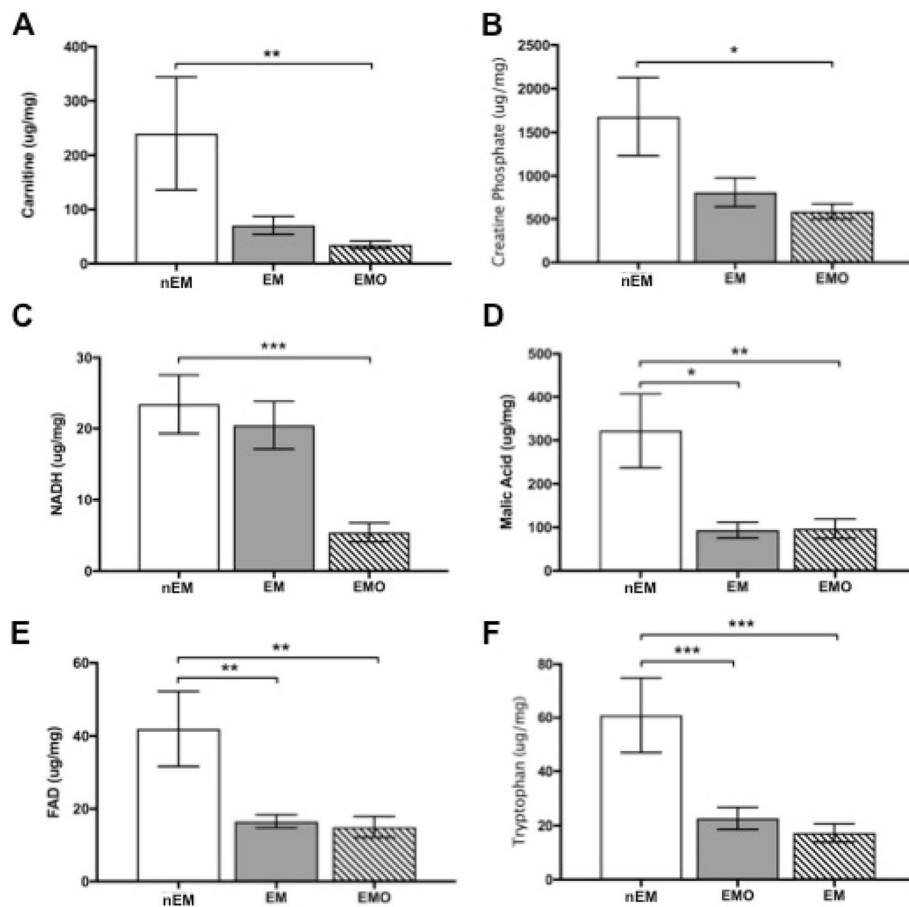 A
**
400
300
200
100
0
Carnitine (ug/mg)
nEM EM EMO
B
*
2500
2000
1500
1000
500
0
Creatine Phosphate (ug/mg)
nEM EM EMO
C
***
30
20
10
0
NADH (ug/mg)
nEM EM EMO
D
**
*
500
400
300
200
100
0
Malic Acid (ug/mg)
nEM EM EMO
E
**
**
60
40
20
0
FAD (ug/mg)
nEM EM EMO
F
***
***
80
60
40
20
0
Tryptophan (ug/mg)
nEM EMO EM